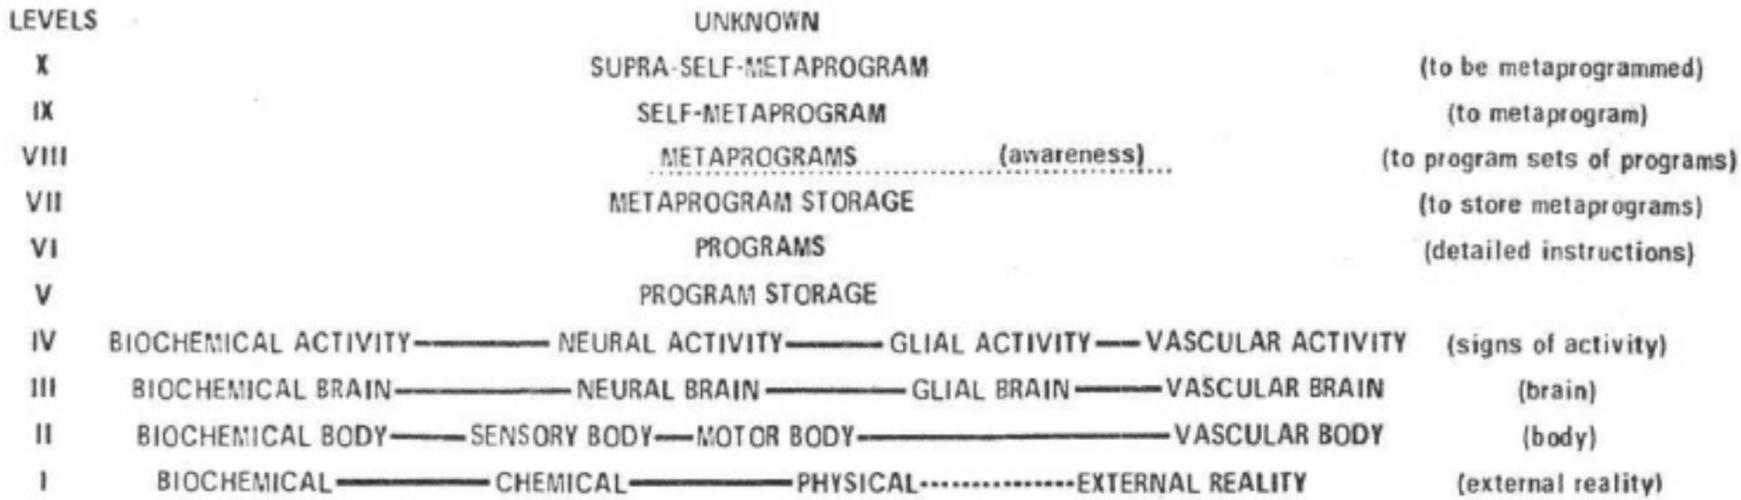 LEVELS UNKNOWN
X SUPRA-SELF-METAPROGRAM (to be metaprogrammed)
IX SELF-METAPROGRAM (to metaprogram)
VIII METAPROGRAMS (awareness) (to program sets of programs)
VII METAPROGRAM STORAGE (to store metaprograms)
VI PROGRAMS (detailed instructions)
V PROGRAM STORAGE
IV BIOCHEMICAL ACTIVITY NEURAL ACTIVITY GLIAL ACTIVITY VASCULAR ACTIVITY (signs of activity)
III BIOCHEMICAL BRAIN NEURAL BRAIN GLIAL BRAIN VASCULAR BRAIN (brain)
II BIOCHEMICAL BODY SENSORY BODY MOTOR BODY VASCULAR BODY (body)
I BIOCHEMICAL CHEMICAL PHYSICAL EXTERNAL REALITY (external reality)